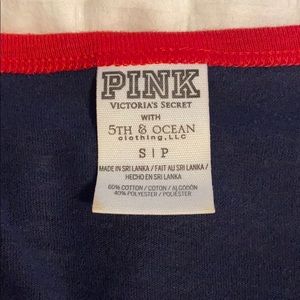 PINK
VICTORIA'S SECRET
WITH
5TH & OCEAN
clothing, LLC
S | P
MADE IN SRI LANKA / FAIT AU SRI LANKA /
HECHO EN SRI LANKA
60% COTTON / COTON / ALGODÓN
40% POLYESTER / POLIÉSTER